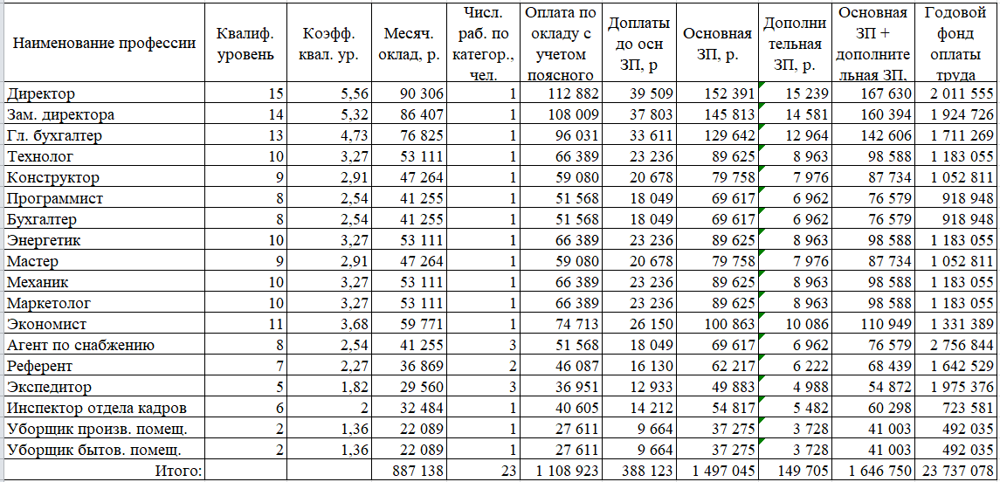 Наименование профессии | Квалиф. уровень | Коэфф. квал. ур. | Месяч. оклад, р. | Числ. раб. по категор., чел. | Оплата по окладу с учетом поясного | Доплаты до осн ЗП, р | Основная ЗП, р. | Дополни тельная ЗП, р. | Основная ЗП + дополните льная ЗП, | Годовой фонд оплаты труда
Директор 15 5,56 90 306 1 112 882 39 509 152 391 15 239 167 630 2 011 555
Зам. директора 14 5,32 86 407 1 108 009 37 803 145 813 14 581 160 394 1 924 726
Гл. бухгалтер 13 4,73 76 825 1 96 031 33 611 129 642 12 964 142 606 1 711 269
Технолог 10 3,27 53 111 1 66 389 23 236 89 625 8 963 98 588 1 183 055
Конструктор 9 2,91 47 264 1 59 080 20 678 79 758 7 976 87 734 1 052 811
Программист 8 2,54 41 255 1 51 568 18 049 69 617 6 962 76 579 918 948
Бухгалтер 8 2,54 41 255 1 51 568 18 049 69 617 6 962 76 579 918 948
Энергетик 10 3,27 53 111 1 66 389 23 236 89 625 8 963 98 588 1 183 055
Мастер 9 2,91 47 264 1 59 080 20 678 79 758 7 976 87 734 1 052 811
Механик 10 3,27 53 111 1 66 389 23 236 89 625 8 963 98 588 1 183 055
Маркетолог 10 3,27 53 111 1 66 389 23 236 89 625 8 963 98 588 1 183 055
Экономист 11 3,68 59 771 1 74 713 26 150 100 863 10 086 110 949 1 331 389
Агент по снабжению 8 2,54 41 255 3 51 568 18 049 69 617 6 962 76 579 2 756 844
Референт 7 2,27 36 869 2 46 087 16 130 62 217 6 222 68 439 1 642 529
Экспедитор 5 1,82 29 560 3 36 951 12 933 49 883 4 988 54 872 1 975 376
Инспектор отдела кадров 6 2 32 484 1 40 605 14 212 54 817 5 482 60 298 723 581
Уборщик произв. помещ. 2 1,36 22 089 1 27 611 9 664 37 275 3 728 41 003 492 035
Уборщик бытов. помещ. 2 1,36 22 089 1 27 611 9 664 37 275 3 728 41 003 492 035
Итого: 887 138 23 1 108 923 388 123 1 497 045 149 705 1 646 750 23 737 078